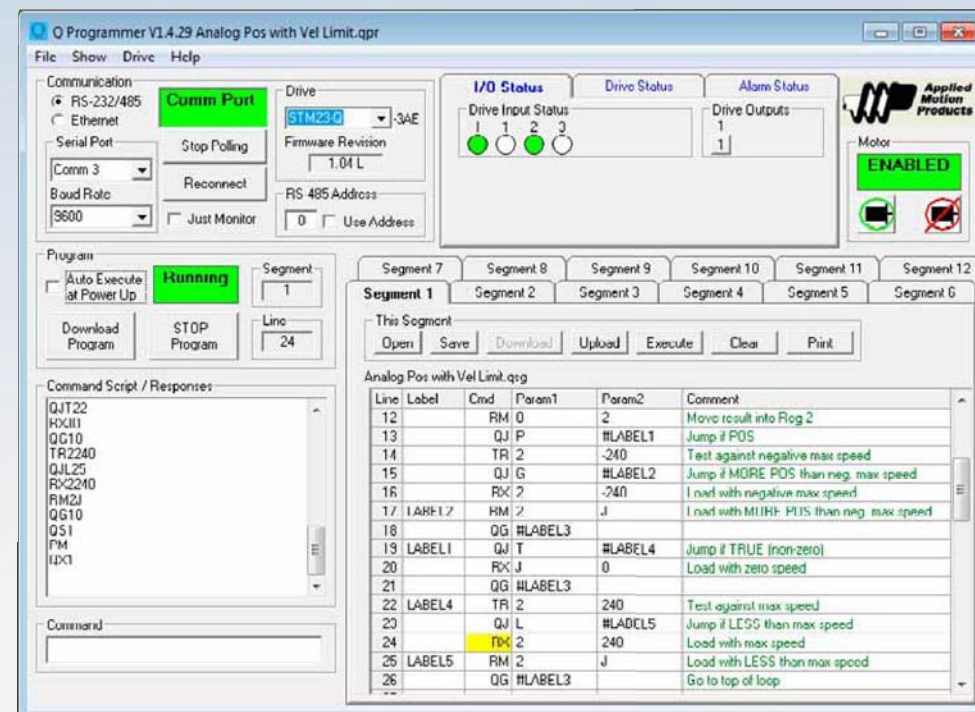 Q Programmer V1.4.29 Analog Pos with Vel Limit.qpr
File Show Drive Help
Communication
RS-232/485
Ethernet
Comm Port
Serial Port
Comm 3
Baud Rate
9600
Stop Polling
Reconnect
Just Monitor
Drive
STM23-Q -3AE
Firmware Revision
1.04 L
RS 485 Address
0 Use Address
I/O Status Drive Status Alarm Status
Drive Input Status
1 2 3
Drive Outputs
1
1
Applied
Motion
Products
Motor
ENABLED
Program
Auto Execute
at Power Up
Running
Segment
1
Download
Program
STOP
Program
Line
24
Command Script / Responses
QJT22
QG10
TR2240
QJL25
RX2240
RM2J
QG10
QS1
PM
QX1
Command
Segment 7 Segment 8 Segment 9 Segment 10 Segment 11 Segment 12
Segment 1 Segment 2 Segment 3 Segment 4 Segment 5 Segment 6
This Segment
Open Save Download Upload Execute Clear Print
Analog Pos with Vel Limit.qsg
Line Label Cmd Param1 Param2 Comment
12 RM 0 2 Move result into Reg 2
13 QJ P #LABEL1 Jump if POS
14 TR 2 -240 Test against negative max speed
15 QJ G #LABEL2 Jump if MORE POS than neg. max speed
16 RX 2 -240 Load with negative max speed
17 LABEL2 RM 2 J Load with MORE POS than neg. max speed
18 QG #LABEL3
19 LABEL1 QJ T #LABEL4 Jump if TRUE (non-zero)
20 RX J 0 Load with zero speed
21 QG #LABEL3
22 LABEL4 TR 2 240 Test against max speed
23 QJ L #LABEL5 Jump if LESS than max speed
24 RX 2 240 Load with max speed
25 LABEL5 RM 2 J Load with LESS than max speed
26 QG #LABEL3 Go to top of loop